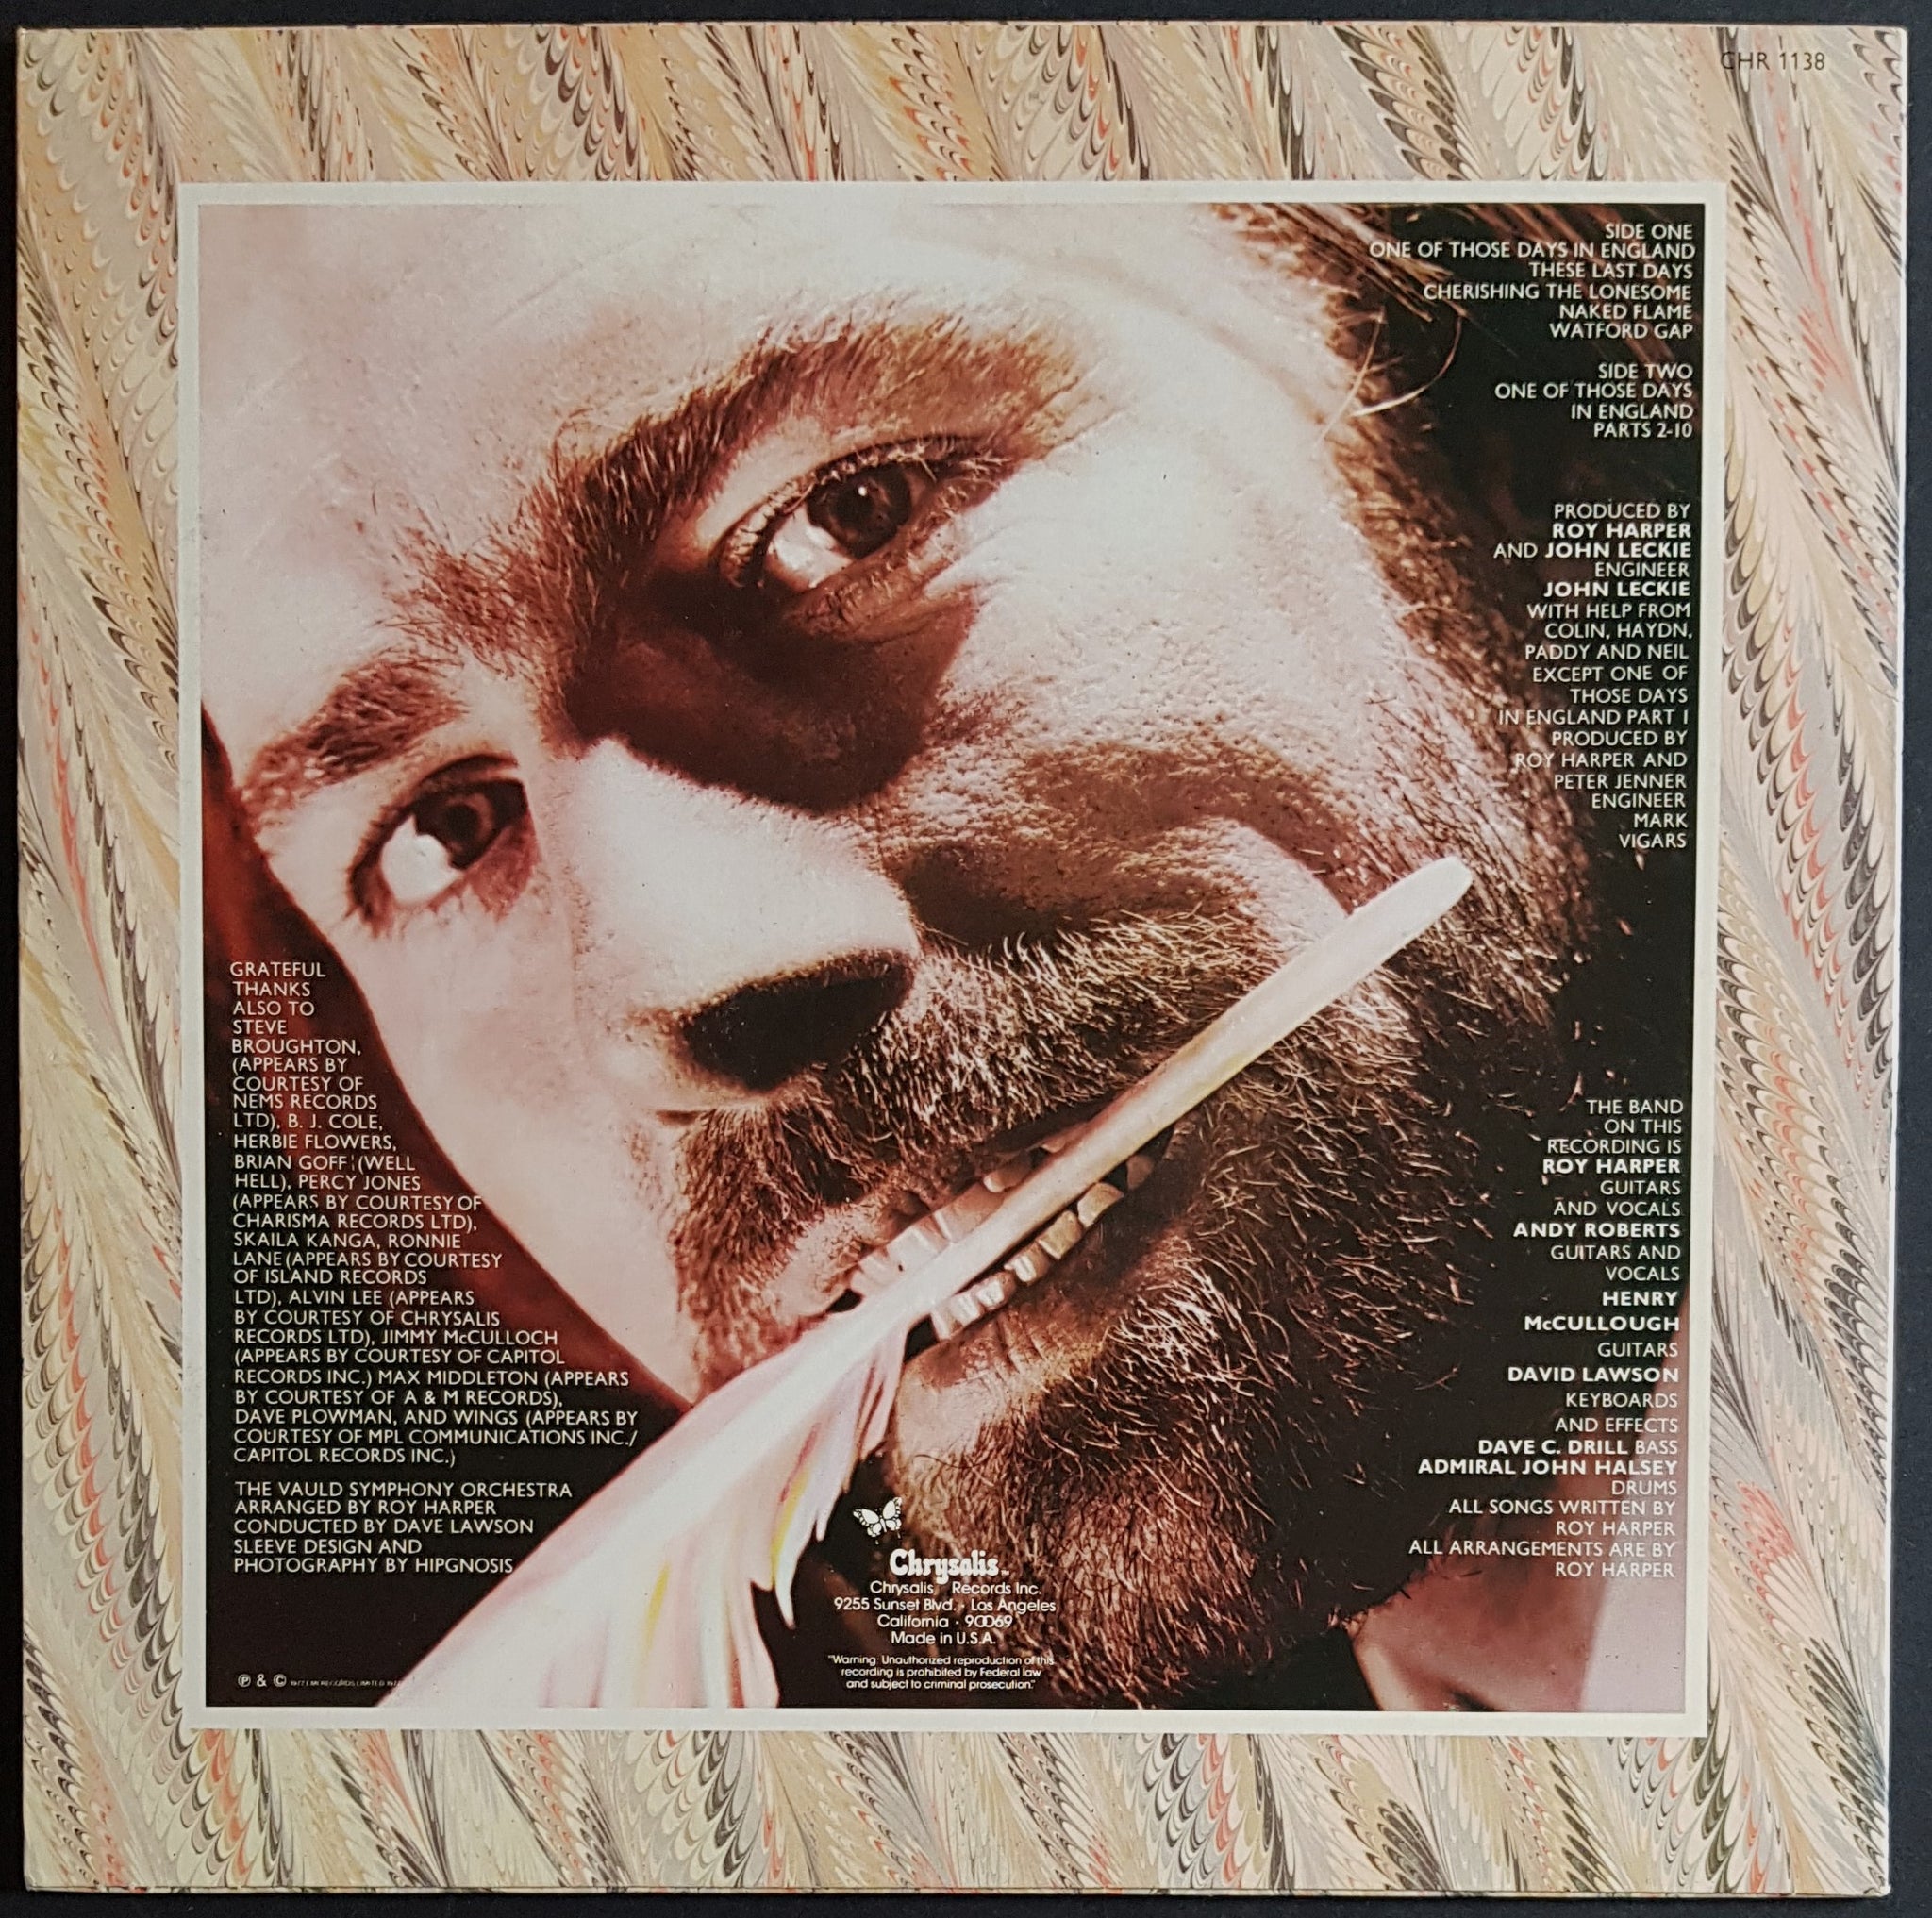 CHR 1138
SIDE ONE
ONE OF THOSE DAYS IN ENGLAND
THESE LAST DAYS
CHERISHING THE LONESOME
NAKED FLAME
WATFORD GAP
SIDE TWO
ONE OF THOSE DAYS
IN ENGLAND
PARTS 2-10
PRODUCED BY
ROY HARPER
AND JOHN LECKIE
ENGINEER
JOHN LECKIE
WITH HELP FROM
COLIN, HAYDN,
PADDY AND NEIL
EXCEPT ONE OF
THOSE DAYS
IN ENGLAND PART I
PRODUCED BY
ROY HARPER AND
PETER JENNER
ENGINEER
MARK
VIGARS
GRATEFUL
THANKS
ALSO TO
STEVE
BROUGHTON,
(APPEARS BY
COURTESY OF
NEMS RECORDS
LTD), B. J. COLE,
HERBIE FLOWERS,
BRIAN GOFF (WELL
HELL), PERCY JONES
(APPEARS BY COURTESY OF
CHARISMA RECORDS LTD),
SKAILA KANGA, RONNIE
LANE (APPEARS BY COURTESY
OF ISLAND RECORDS
LTD), ALVIN LEE (APPEARS
BY COURTESY OF CHRYSALIS
RECORDS LTD), JIMMY McCULLOCH
(APPEARS BY COURTESY OF CAPITOL
RECORDS INC.) MAX MIDDLETON (APPEARS
BY COURTESY OF A & M RECORDS),
DAVE PLOWMAN, AND WINGS (APPEARS BY
COURTESY OF MPL COMMUNICATIONS INC./
CAPITOL RECORDS INC.)
THE VAULD SYMPHONY ORCHESTRA
ARRANGED BY ROY HARPER
CONDUCTED BY DAVE LAWSON
SLEEVE DESIGN AND
PHOTOGRAPHY BY HIPGNOSIS
THE BAND
ON THIS
RECORDING IS
ROY HARPER
GUITARS
AND VOCALS
ANDY ROBERTS
GUITARS AND
VOCALS
HENRY
McCULLOUGH
GUITARS
DAVID LAWSON
KEYBOARDS
AND EFFECTS
DAVE C. DRILL BASS
ADMIRAL JOHN HALSEY
DRUMS
ALL SONGS WRITTEN BY
ROY HARPER
ALL ARRANGEMENTS ARE BY
ROY HARPER
Chrysalis
Chrysalis Records Inc.
9255 Sunset Blvd. · Los Angeles
California · 90069
Made in U.S.A.
"Warning: Unauthorized reproduction of this
recording is prohibited by Federal law
and subject to criminal prosecution."
℗ & © 1977 EMI RECORDS LIMITED